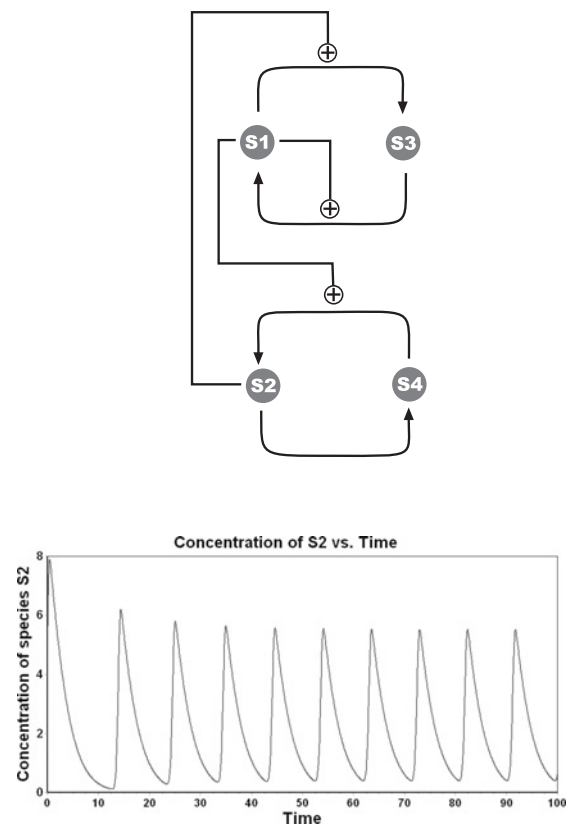 S1
S3
S2
S4
Concentration of S2 vs. Time
Concentration of species S2
8
6
4
2
0
0 10 20 30 40 50 60 70 80 90 100
Time